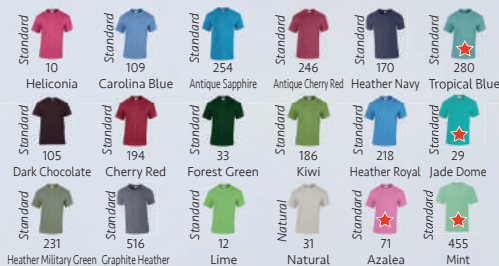 Standard Standard Standard Standard Standard Standard
10 109 254 246 170 280
Heliconia Carolina Blue Antique Sapphire Antique Cherry Red Heather Navy Tropical Blue
Standard Standard Standard Standard Standard Standard
105 194 33 186 218 29
Dark Chocolate Cherry Red Forest Green Kiwi Heather Royal Jade Dome
Standard Standard Standard Natural Standard Standard
231 516 12 31 71 455
Heather Military Green Graphite Heather Lime Natural Azalea Mint